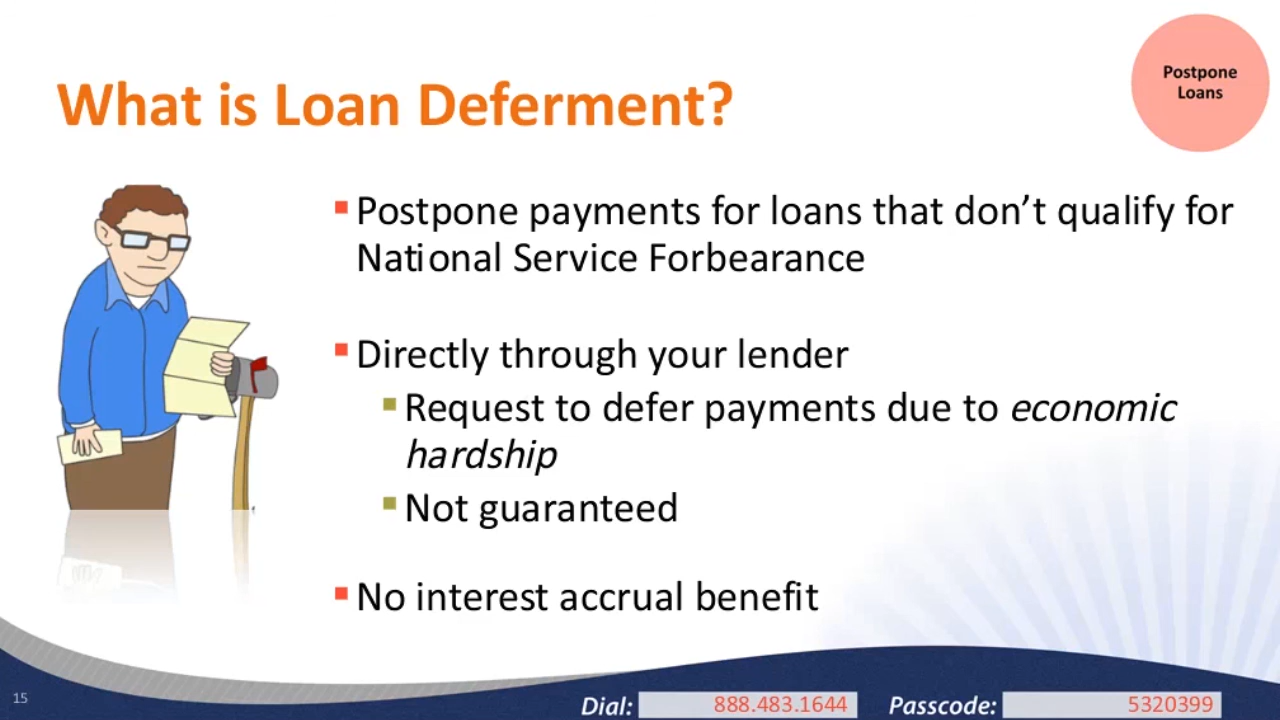 Postpone
Loans
What is Loan Deferment?
Postpone payments for loans that don’t qualify for
National Service Forbearance
Directly through your lender
Request to defer payments due to economic
hardship
Not guaranteed
No interest accrual benefit
15
Dial: 888.483.1644 Passcode: 5320399